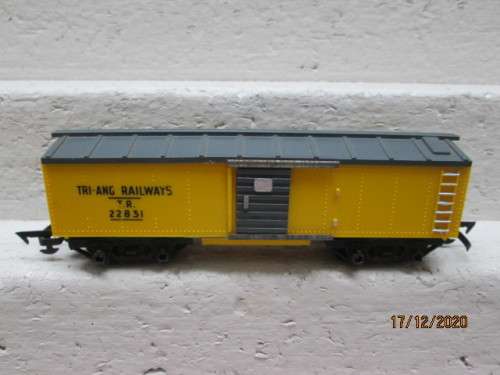 TRI-ANG RAILWAYS
T.R.
22831
17/12/2020